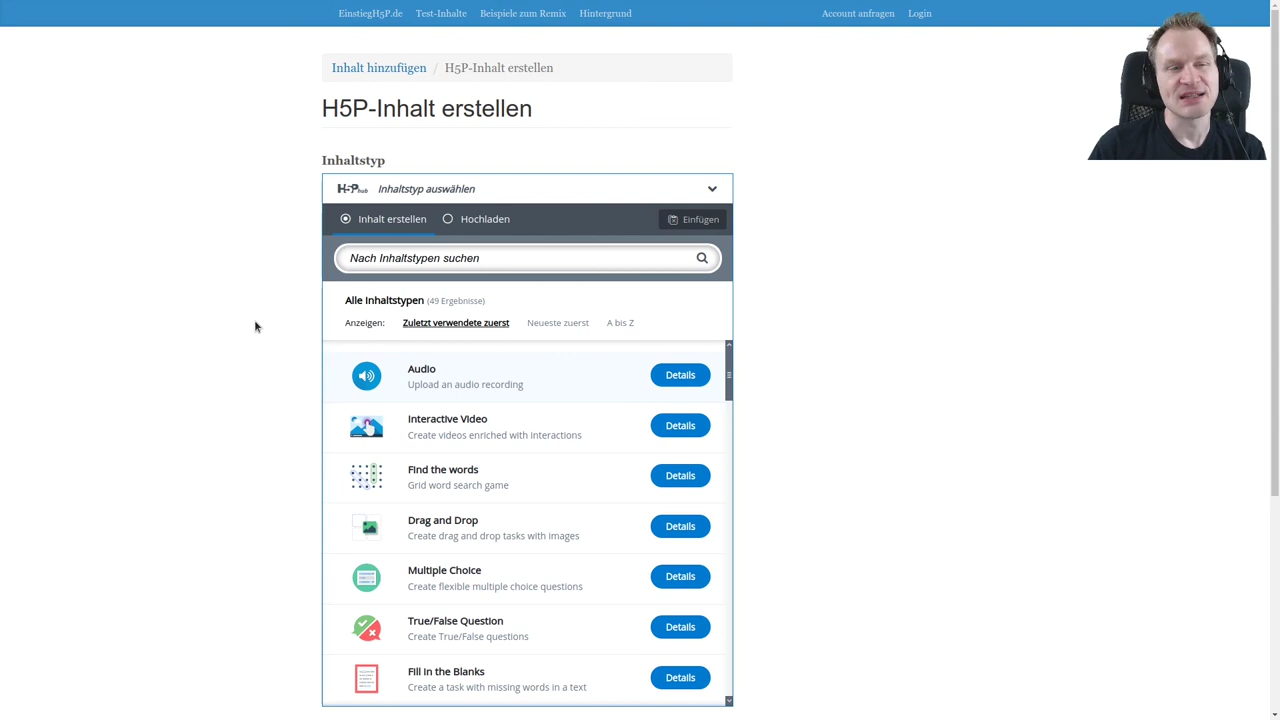 EinstiegH5P.de Test-Inhalte Beispiele zum Remix Hintergrund Account anfragen Login
Inhalt hinzufügen / H5P-Inhalt erstellen
H5P-Inhalt erstellen
Inhaltstyp
H5P hub Inhaltstyp auswählen
Inhalt erstellen Hochladen Einfügen
Nach Inhaltstypen suchen
Alle Inhaltstypen (49 Ergebnisse)
Anzeigen: Zuletzt verwendete zuerst Neueste zuerst A bis Z
Audio
Upload an audio recording
Details
Interactive Video
Create videos enriched with interactions
Details
Find the words
Grid word search game
Details
Drag and Drop
Create drag and drop tasks with images
Details
Multiple Choice
Create flexible multiple choice questions
Details
True/False Question
Create True/False questions
Details
Fill in the Blanks
Create a task with missing words in a text
Details